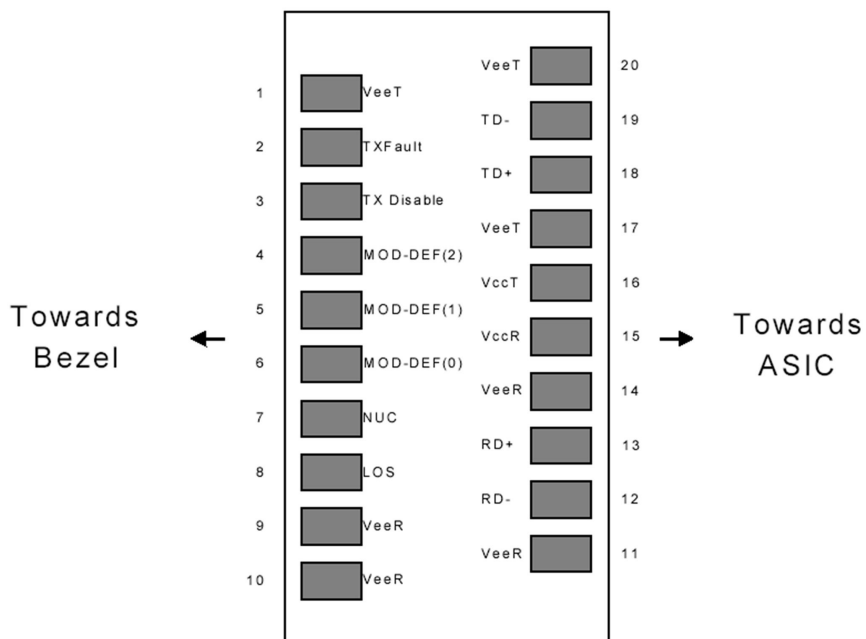 VeeT 20
1 VeeT
TD- 19
2 TXFault
TD+ 18
3 TX Disable
VeeT 17
4 MOD-DEF(2)
VccT 16
5 MOD-DEF(1)
Towards
Bezel
VccR 15
Towards
ASIC
6 MOD-DEF(0)
VeeR 14
7 NUC
RD+ 13
8 LOS
RD- 12
9 VeeR
VeeR 11
10 VeeR